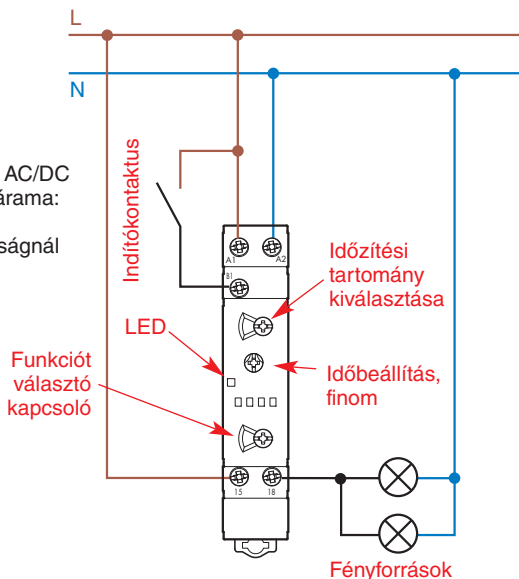 L
N
AC/DC
árama:
ságnál
Indítókontaktus
A1
A2
B1
Időzítési
tartomány
kiválasztása
LED
Funkciót
választó
kapcsoló
Időbeállítás,
finom
15
18
Fényforrások